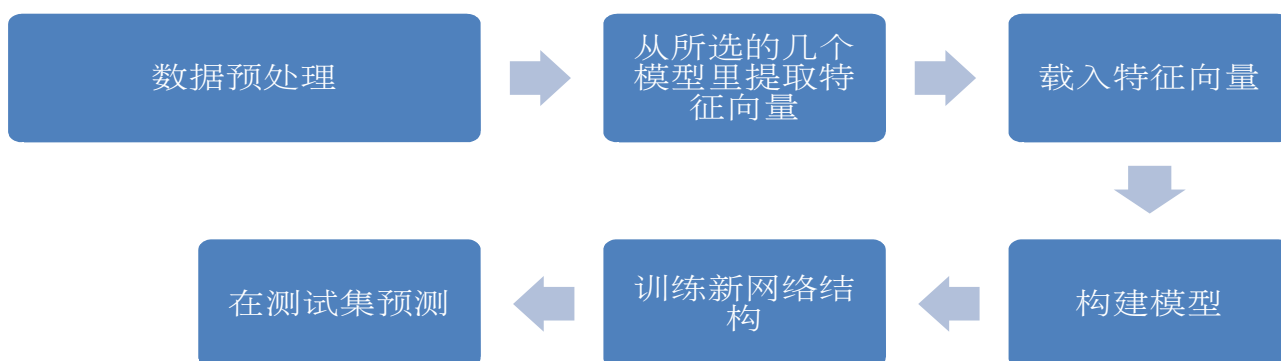 数据预处理
从所选的几个
模型里提取特
征向量
载入特征向量
构建模型
训练新网络结
构
在测试集预测